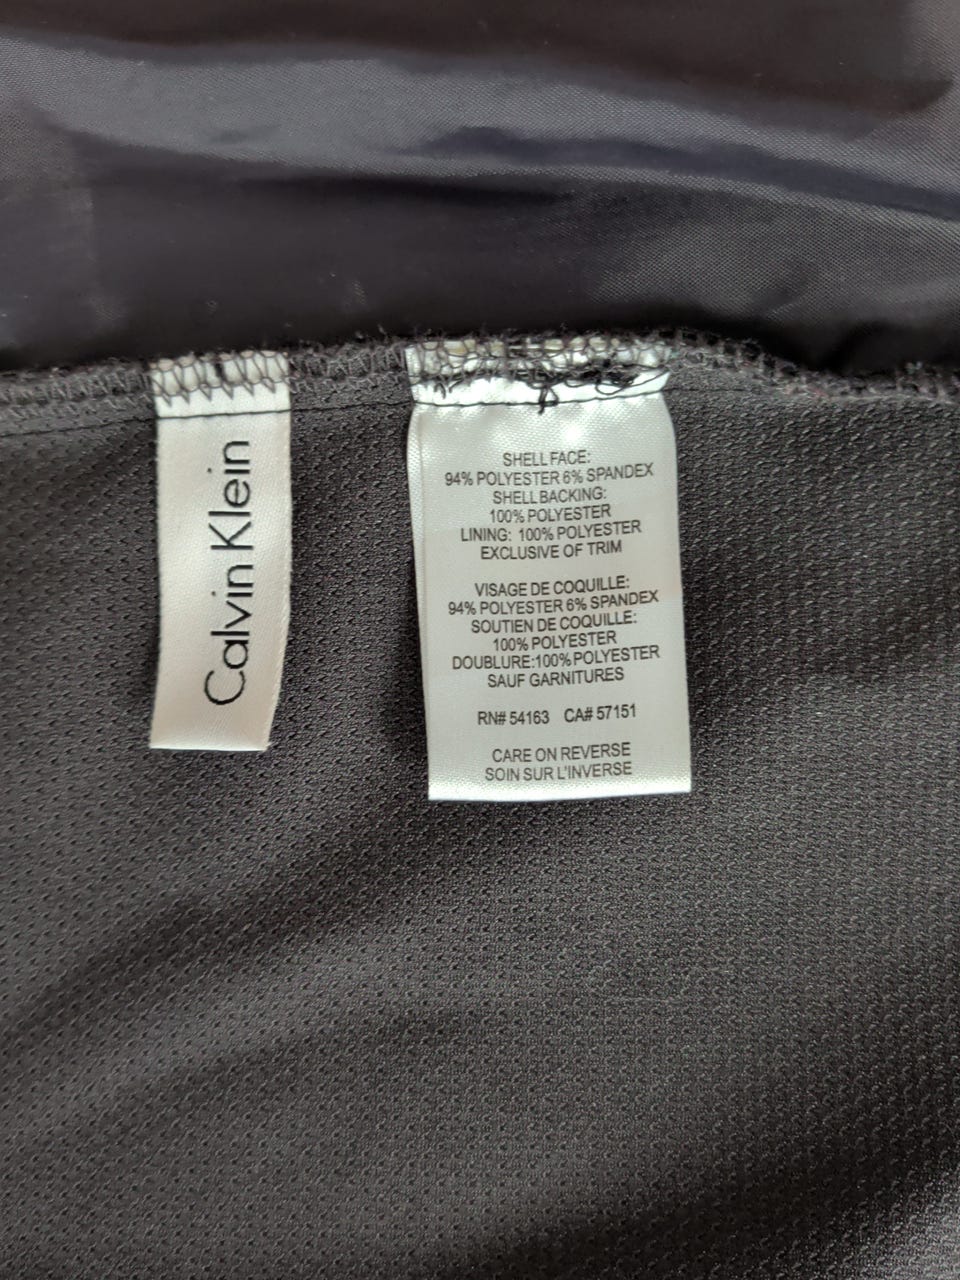 Calvin Klein
SHELL FACE:
94% POLYESTER 6% SPANDEX
SHELL BACKING:
100% POLYESTER
LINING: 100% POLYESTER
EXCLUSIVE OF TRIM
VISAGE DE COQUILLE:
94% POLYESTER 6% SPANDEX
SOUTIEN DE COQUILLE:
100% POLYESTER
DOUBLURE:100% POLYESTER
SAUF GARNITURES
RN# 54163 CA# 57151
CARE ON REVERSE
SOIN SUR L'INVERSE